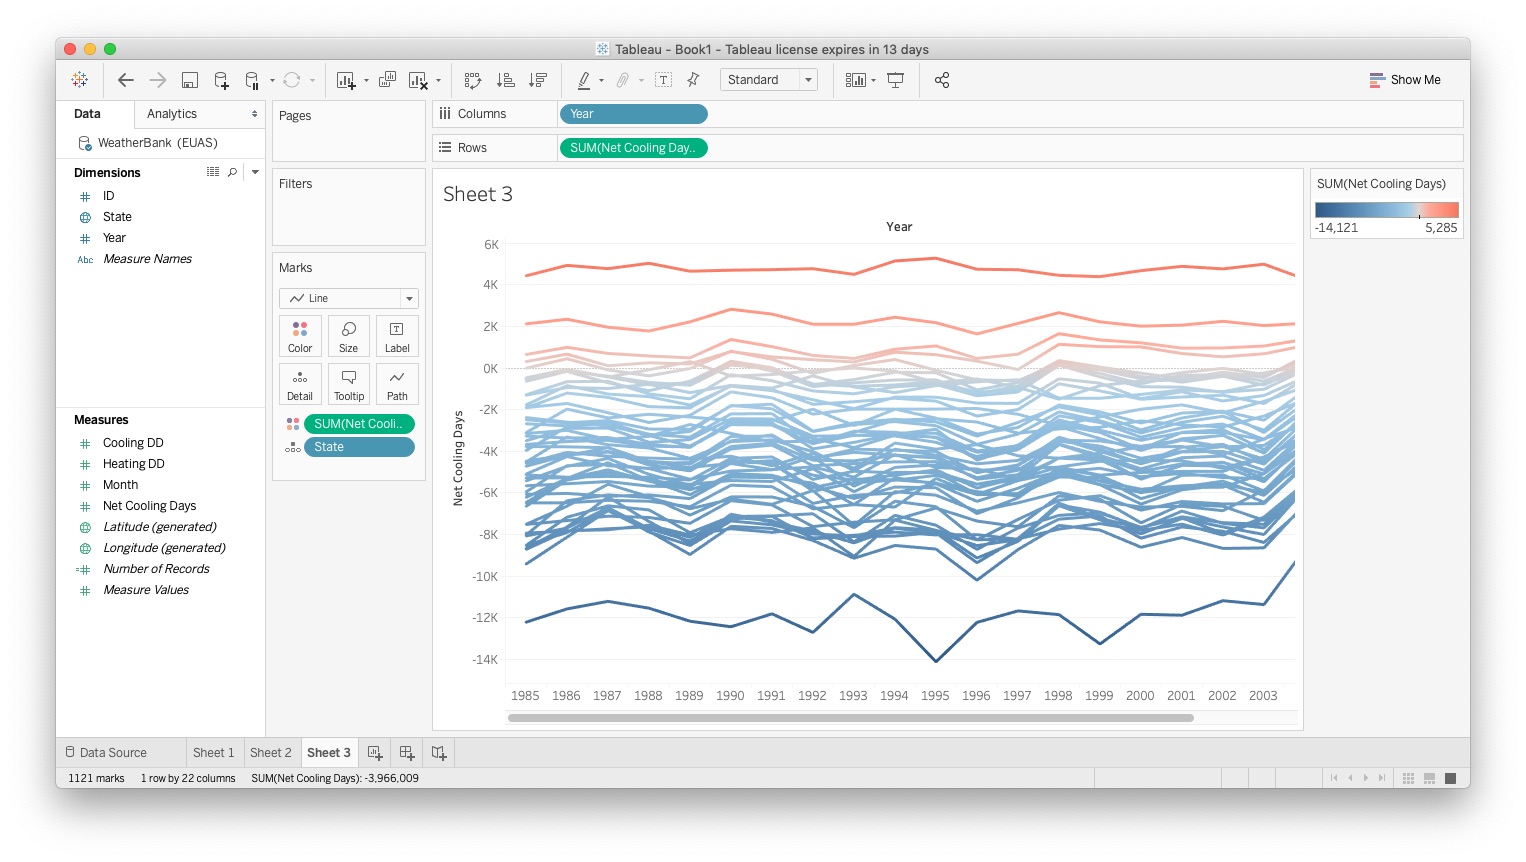 Tableau - Book1 - Tableau license expires in 13 days
Standard
Show Me
Data
Analytics
WeatherBank (EUAS)
Dimensions
ID
State
Year
Abc Measure Names
Measures
Cooling DD
Heating DD
Month
Net Cooling Days
Latitude (generated)
Longitude (generated)
Number of Records
Measure Values
Pages
Filters
Marks
Line
Color
Size
Label
Detail
Tooltip
Path
SUM(Net Cooli..
State
Columns
Year
Rows
SUM(Net Cooling Day..
Sheet 3
Year
Net Cooling Days
6K
4K
2K
0K
-2K
-4K
-6K
-8K
-10K
-12K
-14K
1985 1986 1987 1988 1989 1990 1991 1992 1993 1994 1995 1996 1997 1998 1999 2000 2001 2002 2003
SUM(Net Cooling Days)
-14,121 5,285
Data Source
Sheet 1
Sheet 2
Sheet 3
1121 marks
1 row by 22 columns
SUM(Net Cooling Days): -3,966,009